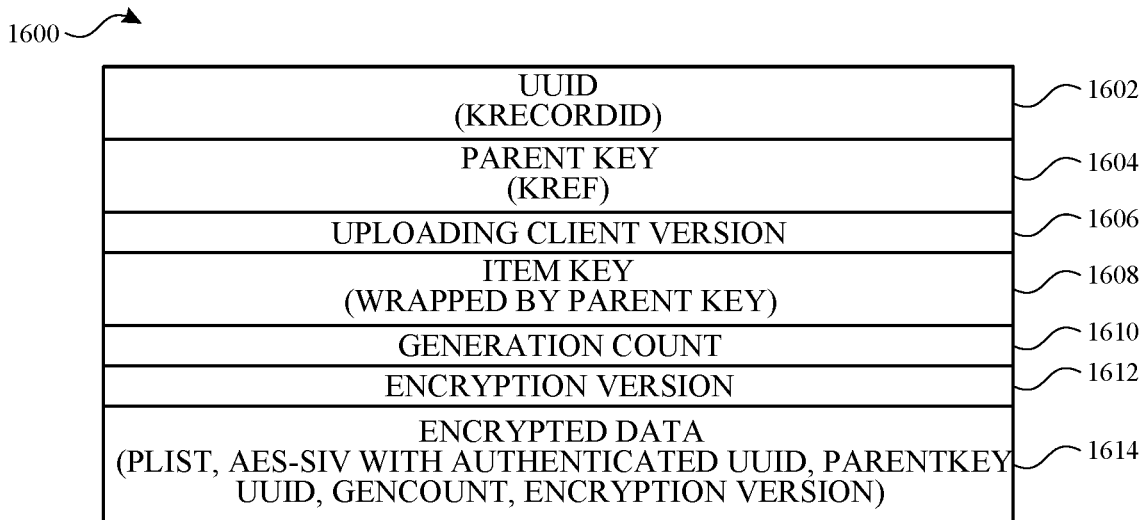 1600
UUID
(KRECORDID)
1602
PARENT KEY
(KREF)
1604
UPLOADING CLIENT VERSION
1606
ITEM KEY
(WRAPPED BY PARENT KEY)
1608
GENERATION COUNT
1610
ENCRYPTION VERSION
1612
ENCRYPTED DATA
(PLIST, AES-SIV WITH AUTHENTICATED UUID, PARENTKEY
UUID, GENCOUNT, ENCRYPTION VERSION)
1614